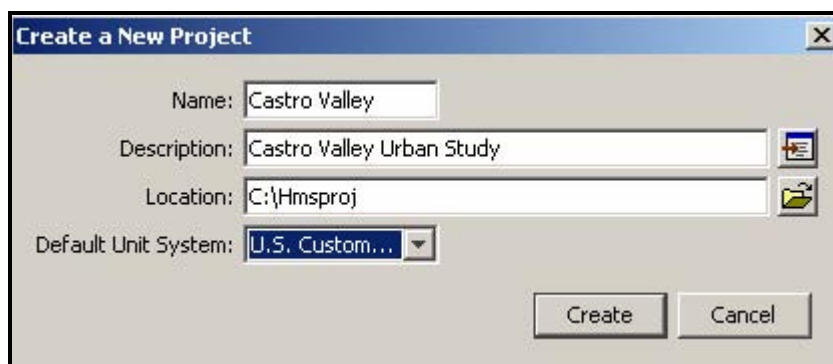 Create a New Project
Name: Castro Valley
Description: Castro Valley Urban Study
Location: C:\Hmsproj
Default Unit System: U.S. Custom...
Create Cancel